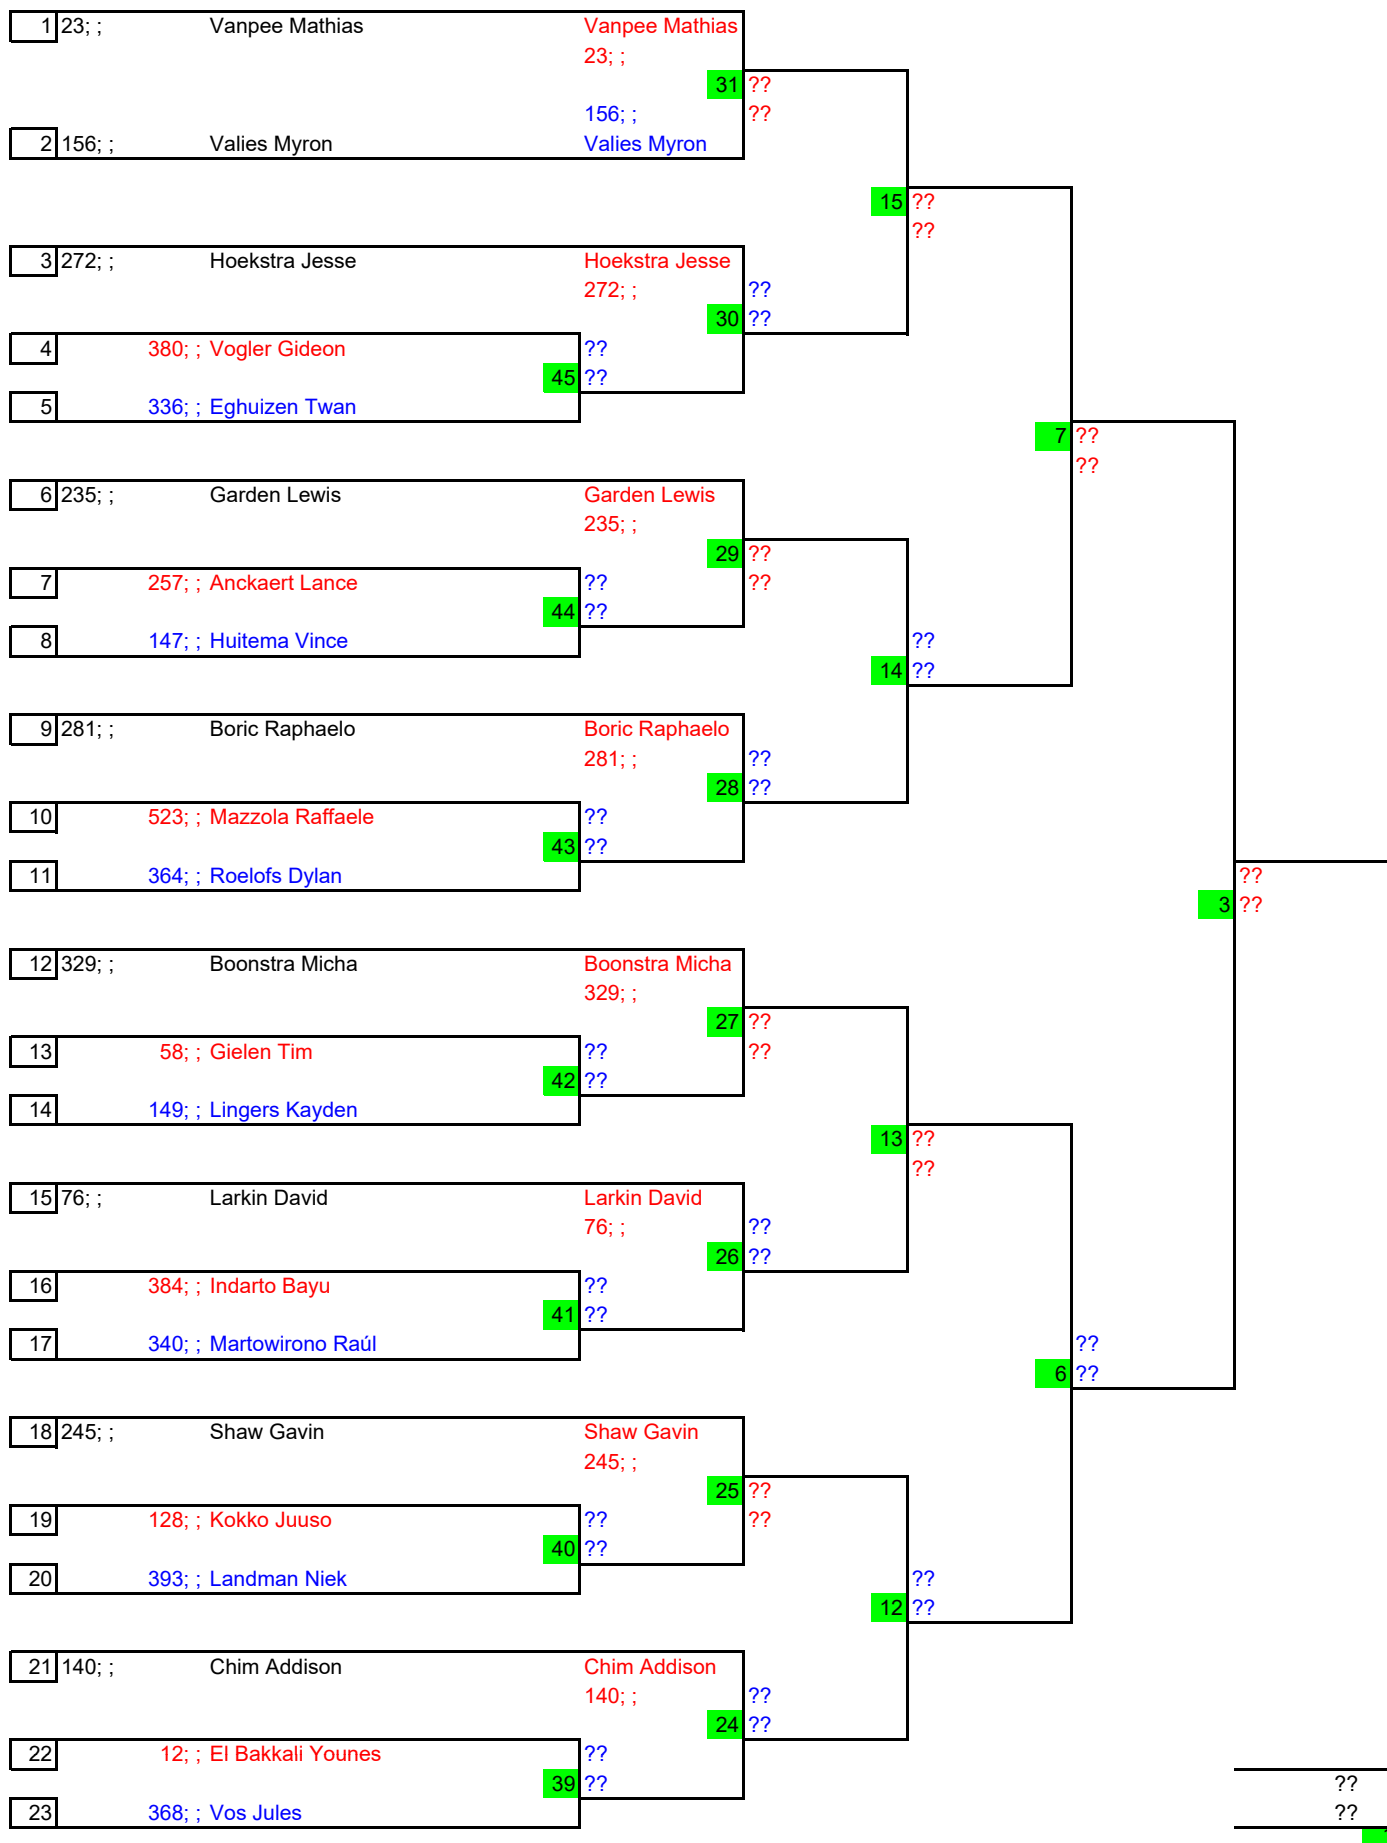 1 23; ; Vanpee Mathias Vanpee Mathias
23; ;
31 ??
156; ; ??
2 156; ; Valies Myron Valies Myron
15 ??
??
3 272; ; Hoekstra Jesse Hoekstra Jesse
272; ; ??
30 ??
4 380; ; Vogler Gideon ??
45 ??
5 336; ; Eghuizen Twan
7 ??
??
6 235; ; Garden Lewis Garden Lewis
235; ;
29 ??
7 257; ; Anckaert Lance ?? ??
44 ??
8 147; ; Huitema Vince ??
14 ??
9 281; ; Boric Raphaelo Boric Raphaelo
281; ; ??
28 ??
10 523; ; Mazzola Raffaele ??
43 ??
11 364; ; Roelofs Dylan ??
3 ??
12 329; ; Boonstra Micha Boonstra Micha
329; ;
27 ??
13 58; ; Gielen Tim ?? ??
42 ??
14 149; ; Lingers Kayden
13 ??
??
15 76; ; Larkin David Larkin David
76; ; ??
26 ??
16 384; ; Indarto Bayu ??
41 ??
17 340; ; Martowirono Raúl ??
6 ??
18 245; ; Shaw Gavin Shaw Gavin
245; ;
25 ??
19 128; ; Kokko Juuso ?? ??
40 ??
20 393; ; Landman Niek ??
12 ??
21 140; ; Chim Addison Chim Addison
140; ; ??
24 ??
22 12; ; El Bakkali Younes ??
39 ?? ??
23 368; ; Vos Jules ??